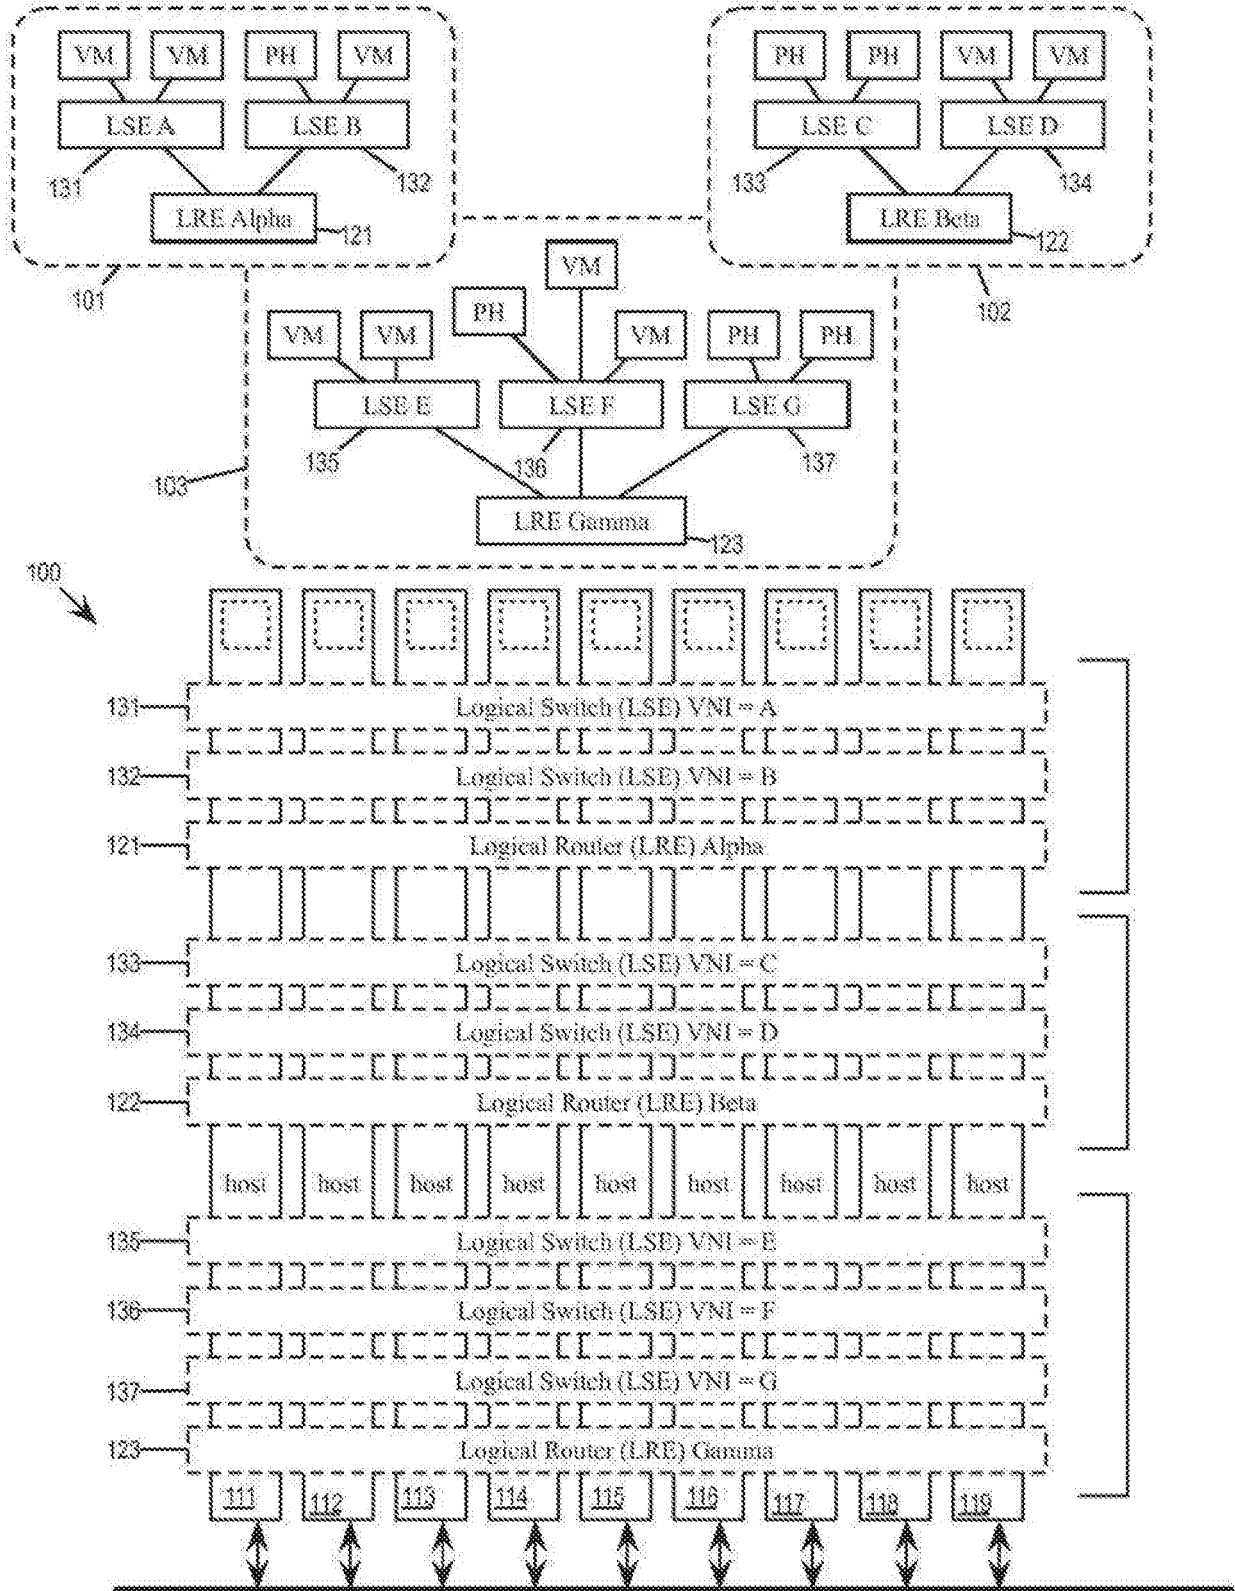 VM VM PH VM
PH PH VM VM
LSE A LSE B
LSE C LSE D
131 132
133 134
LRE Alpha 121
LRE Beta 122
101
102
VM
PH
VM VM VM PH PH
LSE E LSE F LSE G
135 136 137
103
LRE Gamma
123
100
131 Logical Switch (LSE) VNI = A
132 Logical Switch (LSE) VNI = B
121 Logical Router (LRE) Alpha
133 Logical Switch (LSE) VNI = C
134 Logical Switch (LSE) VNI = D
122 Logical Router (LRE) Beta
host host host host host host host host host
135 Logical Switch (LSE) VNI = E
136 Logical Switch (LSE) VNI = F
137 Logical Switch (LSE) VNI = G
123 Logical Router (LRE) Gamma
111 112 113 114 115 116 117 118 119